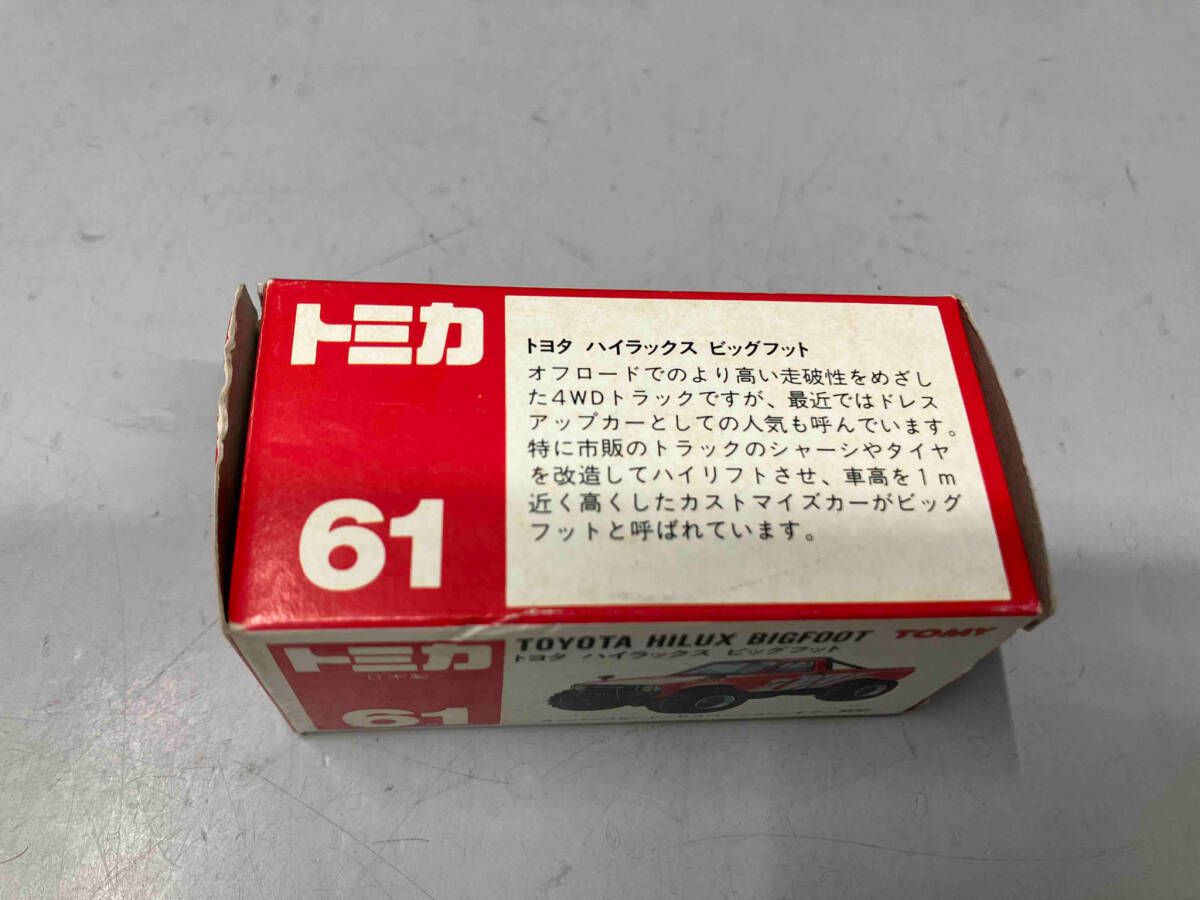 トミカ
61
トヨタ ハイラックス ビッグフット
オフロードでのより高い走破性をめざし
た4WDトラックですが、最近ではドレス
アップカーとしての人気も呼んでいます。
特に市販のトラックのシャーシやタイヤ
を改造してハイリフトさせ、車高を1m
近く高くしたカストマイズカーがビッグ
フットと呼ばれています。
トミカ
日本製
61
TOYOTA HILUX BIGFOOT
TOMY
トヨタ ハイラックス ビッグフット